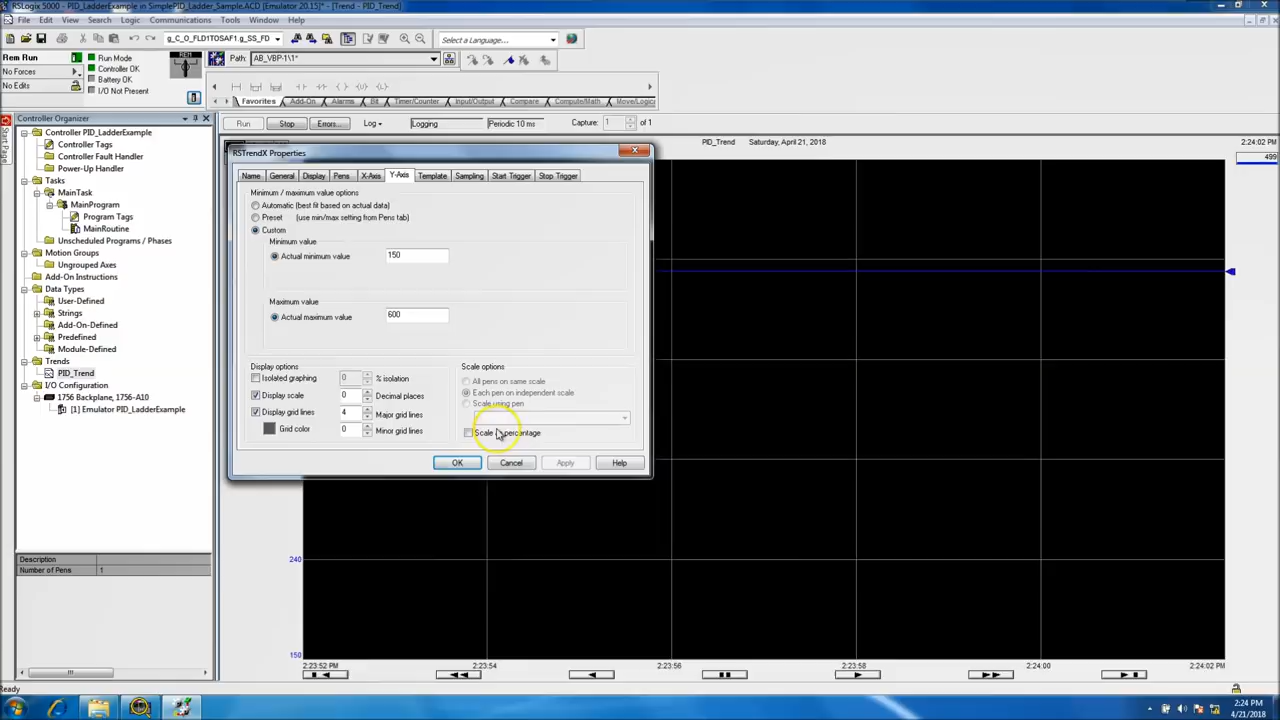 RSLogix 5000 - PID_LadderExample in SimplePID_Ladder_Sample.ACD [Emulator 20.15]* - [Trend - PID_Trend]
File Edit View Search Logic Communications Tools Window Help
g_C_O_FLD1TOSAF1.g_SS_FD
Select a Language...
Rem Run
Run Mode
No Forces
Controller OK
Battery OK
No Edits
I/O Not Present
REM
Path: AB_VBP-1\1*
Favorites Add-On Alarms Bit Timer/Counter Input/Output Compare Compute/Math Move/Logical
Start Page
Controller Organizer
Controller PID_LadderExample
Controller Tags
Controller Fault Handler
Power-Up Handler
Tasks
MainTask
MainProgram
Program Tags
MainRoutine
Unscheduled Programs / Phases
Motion Groups
Ungrouped Axes
Add-On Instructions
Data Types
User-Defined
Strings
Add-On-Defined
Predefined
Module-Defined
Trends
PID_Trend
I/O Configuration
1756 Backplane, 1756-A10
[1] Emulator PID_LadderExample
Description
Number of Pens 1
Run Stop Errors... Log Logging Periodic 10 ms Capture: 1 of 1
PID_Trend Saturday, April 21, 2018
2:24:02 PM
499
RSTrendX Properties
Name General Display Pens X-Axis Y-Axis Template Sampling Start Trigger Stop Trigger
Minimum / maximum value options
Automatic (best fit based on actual data)
Preset (use min/max setting from Pens tab)
Custom
Minimum value
Actual minimum value 150
Maximum value
Actual maximum value 600
Display options
Isolated graphing 0 % isolation
Display scale 0 Decimal places
Display grid lines 4 Major grid lines
Grid color 0 Minor grid lines
Scale options
All pens on same scale
Each pen on independent scale
Scale using pen
Scale percentage
OK Cancel Apply Help
240
150
2:23:52 PM 2:23:54 2:23:56 2:23:58 2:24:00 2:24:02 PM
Ready
2:24 PM
4/21/2018